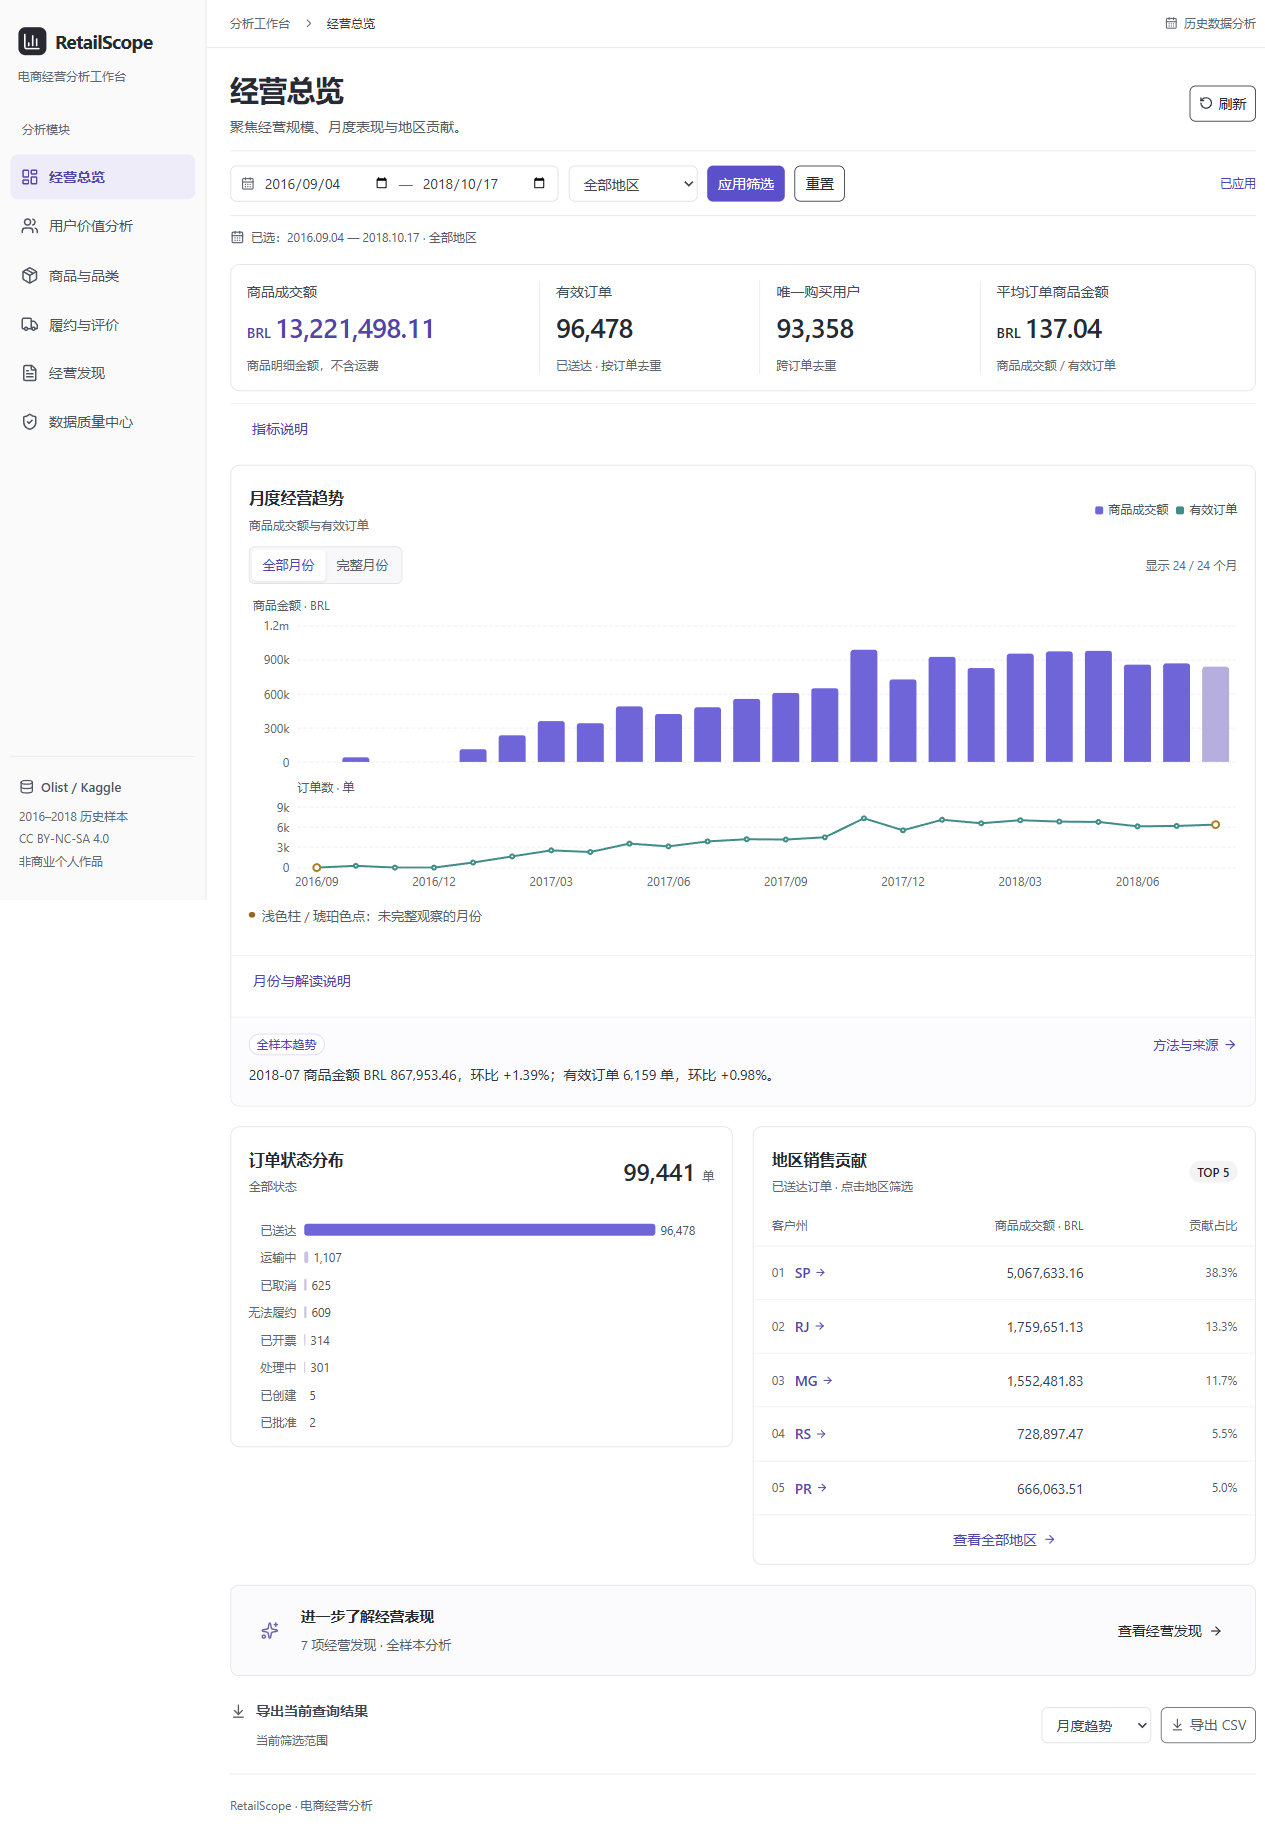 RetailScope
电商经营分析工作台
分析模块
经营总览
用户价值分析
商品与品类
履约与评价
经营发现
数据质量中心
Olist / Kaggle
2016–2018 历史样本
CC BY-NC-SA 4.0
非商业个人作品
分析工作台 > 经营总览
历史数据分析
经营总览
聚焦经营规模、月度表现与地区贡献。
刷新
2016/09/04 — 2018/10/17
全部地区
应用筛选
重置
已应用
已选：2016.09.04 — 2018.10.17 · 全部地区
商品成交额
BRL 13,221,498.11
商品明细金额，不含运费
有效订单
96,478
已送达 · 按订单去重
唯一购买用户
93,358
跨订单去重
平均订单商品金额
BRL 137.04
商品成交额 / 有效订单
指标说明
月度经营趋势
商品成交额与有效订单
商品成交额 有效订单
全部月份 完整月份
显示 24 / 24 个月
商品金额 · BRL
1.2m
900k
600k
300k
0
订单数 · 单
9k
6k
3k
0
2016/09 2016/12 2017/03 2017/06 2017/09 2017/12 2018/03 2018/06
浅色柱 / 琥珀色点：未完整观察的月份
月份与解读说明
全样本趋势
方法与来源 →
2018-07 商品金额 BRL 867,953.46，环比 +1.39%；有效订单 6,159 单，环比 +0.98%。
订单状态分布
全部状态
99,441 单
已送达 96,478
运输中 1,107
已取消 625
无法履约 609
已开票 314
处理中 301
已创建 5
已批准 2
地区销售贡献
已送达订单 · 点击地区筛选
TOP 5
客户州 商品成交额 · BRL 贡献占比
01 SP → 5,067,633.16 38.3%
02 RJ → 1,759,651.13 13.3%
03 MG → 1,552,481.83 11.7%
04 RS → 728,897.47 5.5%
05 PR → 666,063.51 5.0%
查看全部地区 →
进一步了解经营表现
7 项经营发现 · 全样本分析
查看经营发现 →
导出当前查询结果
当前筛选范围
月度趋势
导出 CSV
RetailScope · 电商经营分析